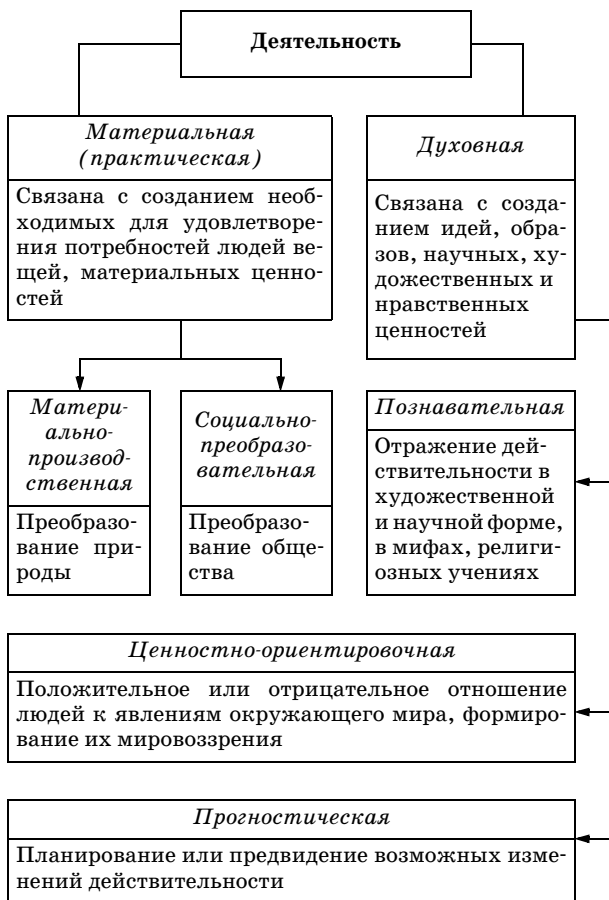 Деятельность
Материальная
(практическая)
Связана с созданием необ-
ходимых для удовлетворе
ния потребностей людей ве-
щей, материальных ценно-
стей
Духовная
Связана с созда-
нием идей, обра-
зов, научных, ху-
дожественных и
нравственных
ценностей
Матери-
ально-
производ-
ственная
Преобразо-
вание при-
роды
Социально-
преобразо-
вательная
Преобразо-
вание обще-
ства
Познавательная
Отражение дей-
ствительности в
художественной
и научной форме,
в мифах, религи-
озных учениях
Ценностно-ориентировочная
Положительное или отрицательное отношение
людей к явлениям окружающего мира, формиро-
вание их мировоззрения
Прогностическая
Планирование или предвидение возможных изме-
нений действительности